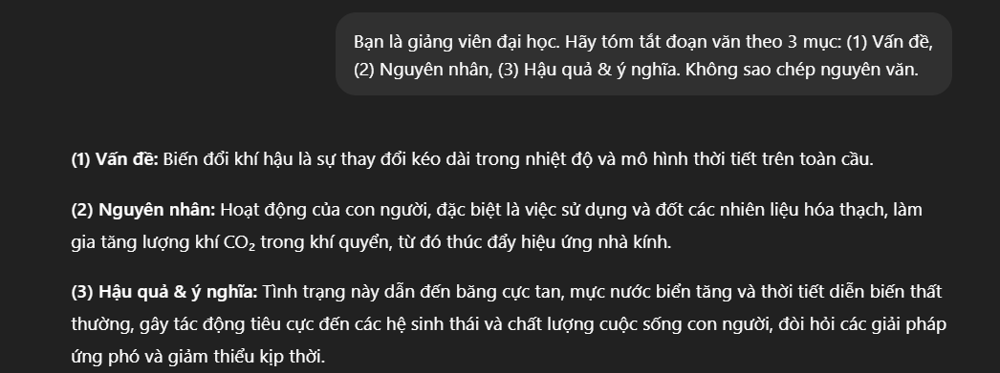 Bạn là giảng viên đại học. Hãy tóm tắt đoạn văn theo 3 mục: (1) Vấn đề,
(2) Nguyên nhân, (3) Hậu quả & ý nghĩa. Không sao chép nguyên văn.
(1) Vấn đề: Biến đổi khí hậu là sự thay đổi kéo dài trong nhiệt độ và mô hình thời tiết trên toàn cầu.
(2) Nguyên nhân: Hoạt động của con người, đặc biệt là việc sử dụng và đốt các nhiên liệu hóa thạch, làm
gia tăng lượng khí CO₂ trong khí quyển, từ đó thúc đẩy hiệu ứng nhà kính.
(3) Hậu quả & ý nghĩa: Tình trạng này dẫn đến băng cực tan, mực nước biển tăng và thời tiết diễn biến thất
thường, gây tác động tiêu cực đến các hệ sinh thái và chất lượng cuộc sống con người, đòi hỏi các giải pháp
ứng phó và giảm thiểu kịp thời.